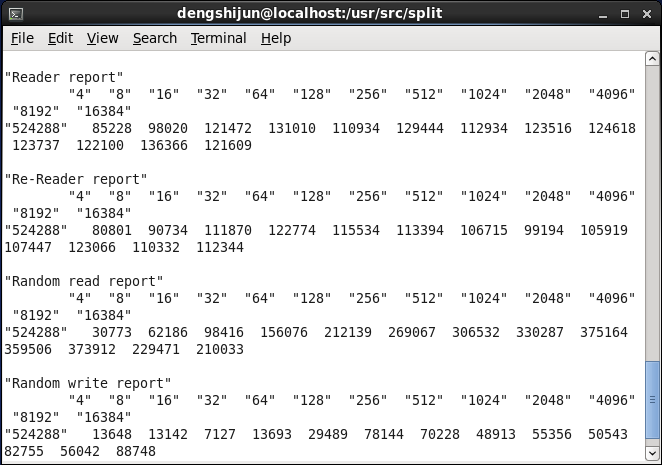 dengshijun@localhost:/usr/src/split
File Edit View Search Terminal Help
"Reader report"
"4" "8" "16" "32" "64" "128" "256" "512" "1024" "2048" "4096"
"8192" "16384"
"524288" 85228 98020 121472 131010 110934 129444 112934 123516 124618
123737 122100 136366 121609
"Re-Reader report"
"4" "8" "16" "32" "64" "128" "256" "512" "1024" "2048" "4096"
"8192" "16384"
"524288" 80801 90734 111870 122774 115534 113394 106715 99194 105919
107447 123066 110332 112344
"Random read report"
"4" "8" "16" "32" "64" "128" "256" "512" "1024" "2048" "4096"
"8192" "16384"
"524288" 30773 62186 98416 156076 212139 269067 306532 330287 375164
359506 373912 229471 210033
"Random write report"
"4" "8" "16" "32" "64" "128" "256" "512" "1024" "2048" "4096"
"8192" "16384"
"524288" 13648 13142 7127 13693 29489 78144 70228 48913 55356 50543
82755 56042 88748